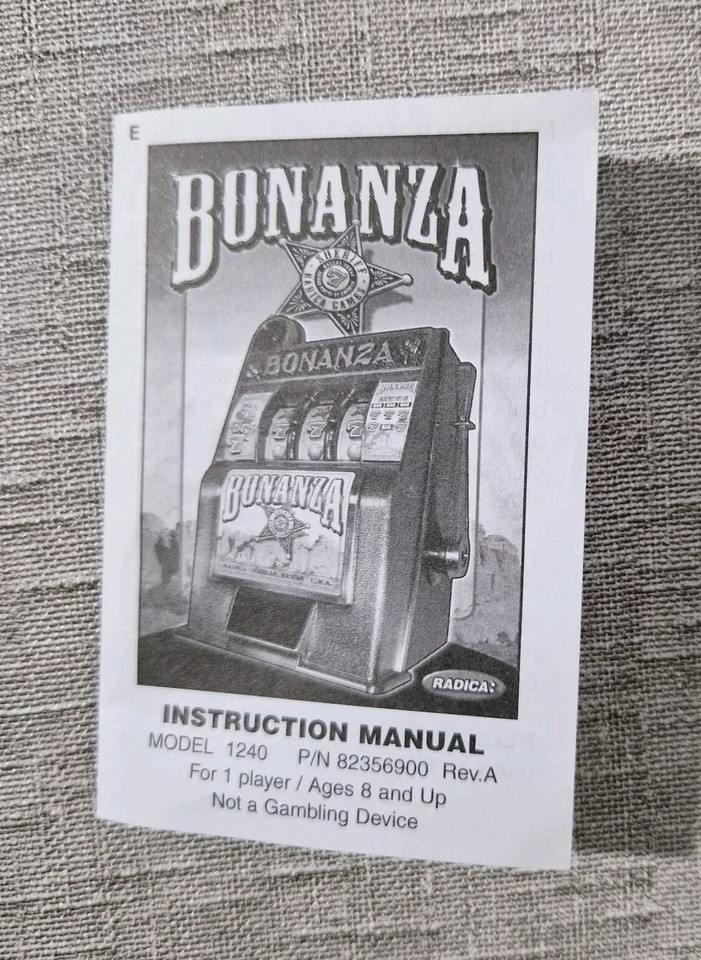 E
BONANZA
SHERIFF
RADICA GAMES
BONANZA
BONANZA
RADICA:
INSTRUCTION MANUAL
MODEL 1240 P/N 82356900 Rev.A
For 1 player / Ages 8 and Up
Not a Gambling Device